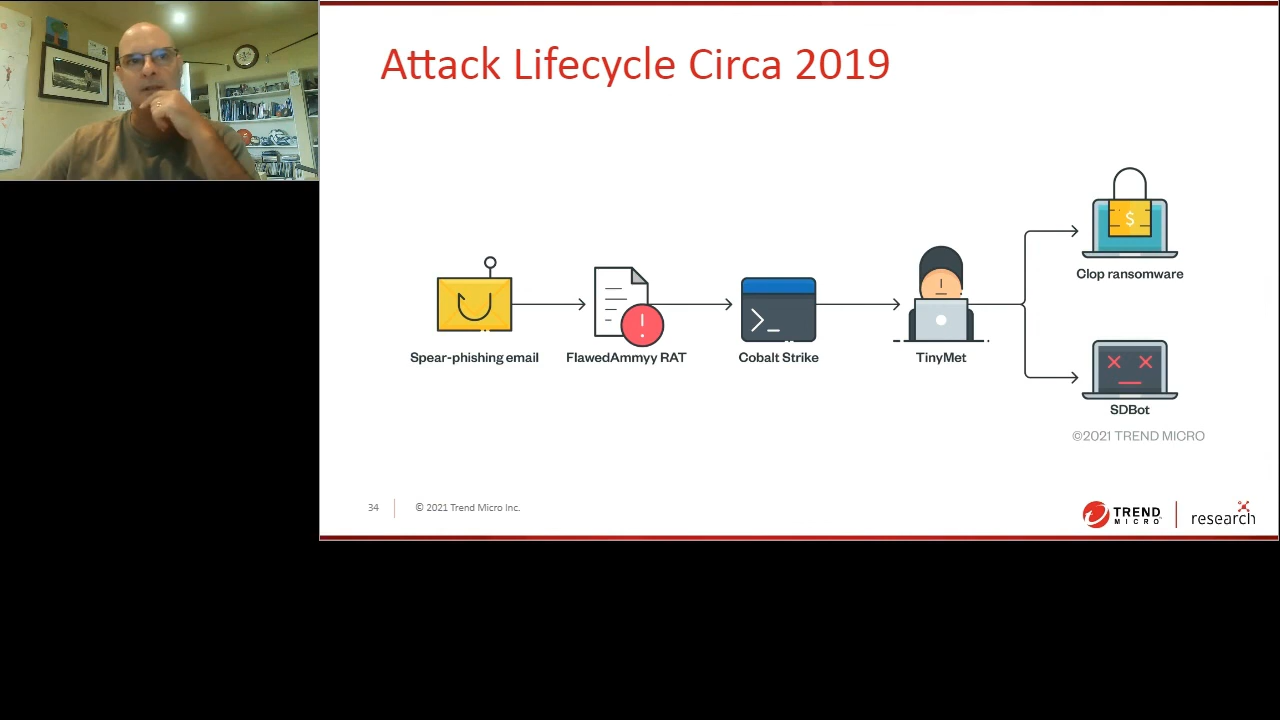 Attack Lifecycle Circa 2019
$
Clop ransomware
Spear-phishing email
FlawedAmmyy RAT
Cobalt Strike
TinyMet
SDBot
©2021 TREND MICRO
34
© 2021 Trend Micro Inc.
TREND
MICRO
research